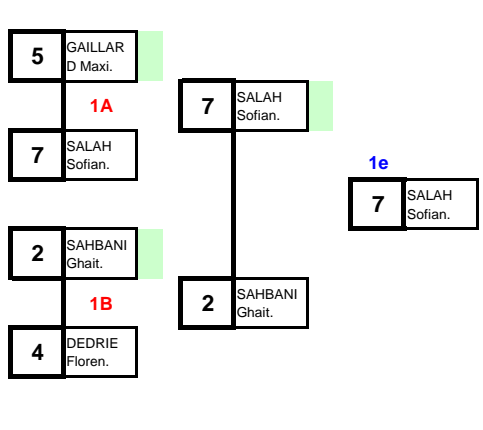 5 GAILLAR
D Maxi.
1A
7 SALAH
Sofian.
2 SAHBANI
Ghait.
1B
4 DEDRIE
Floren.
7 SALAH
Sofian.
2 SAHBANI
Ghait.
1e
7 SALAH
Sofian.